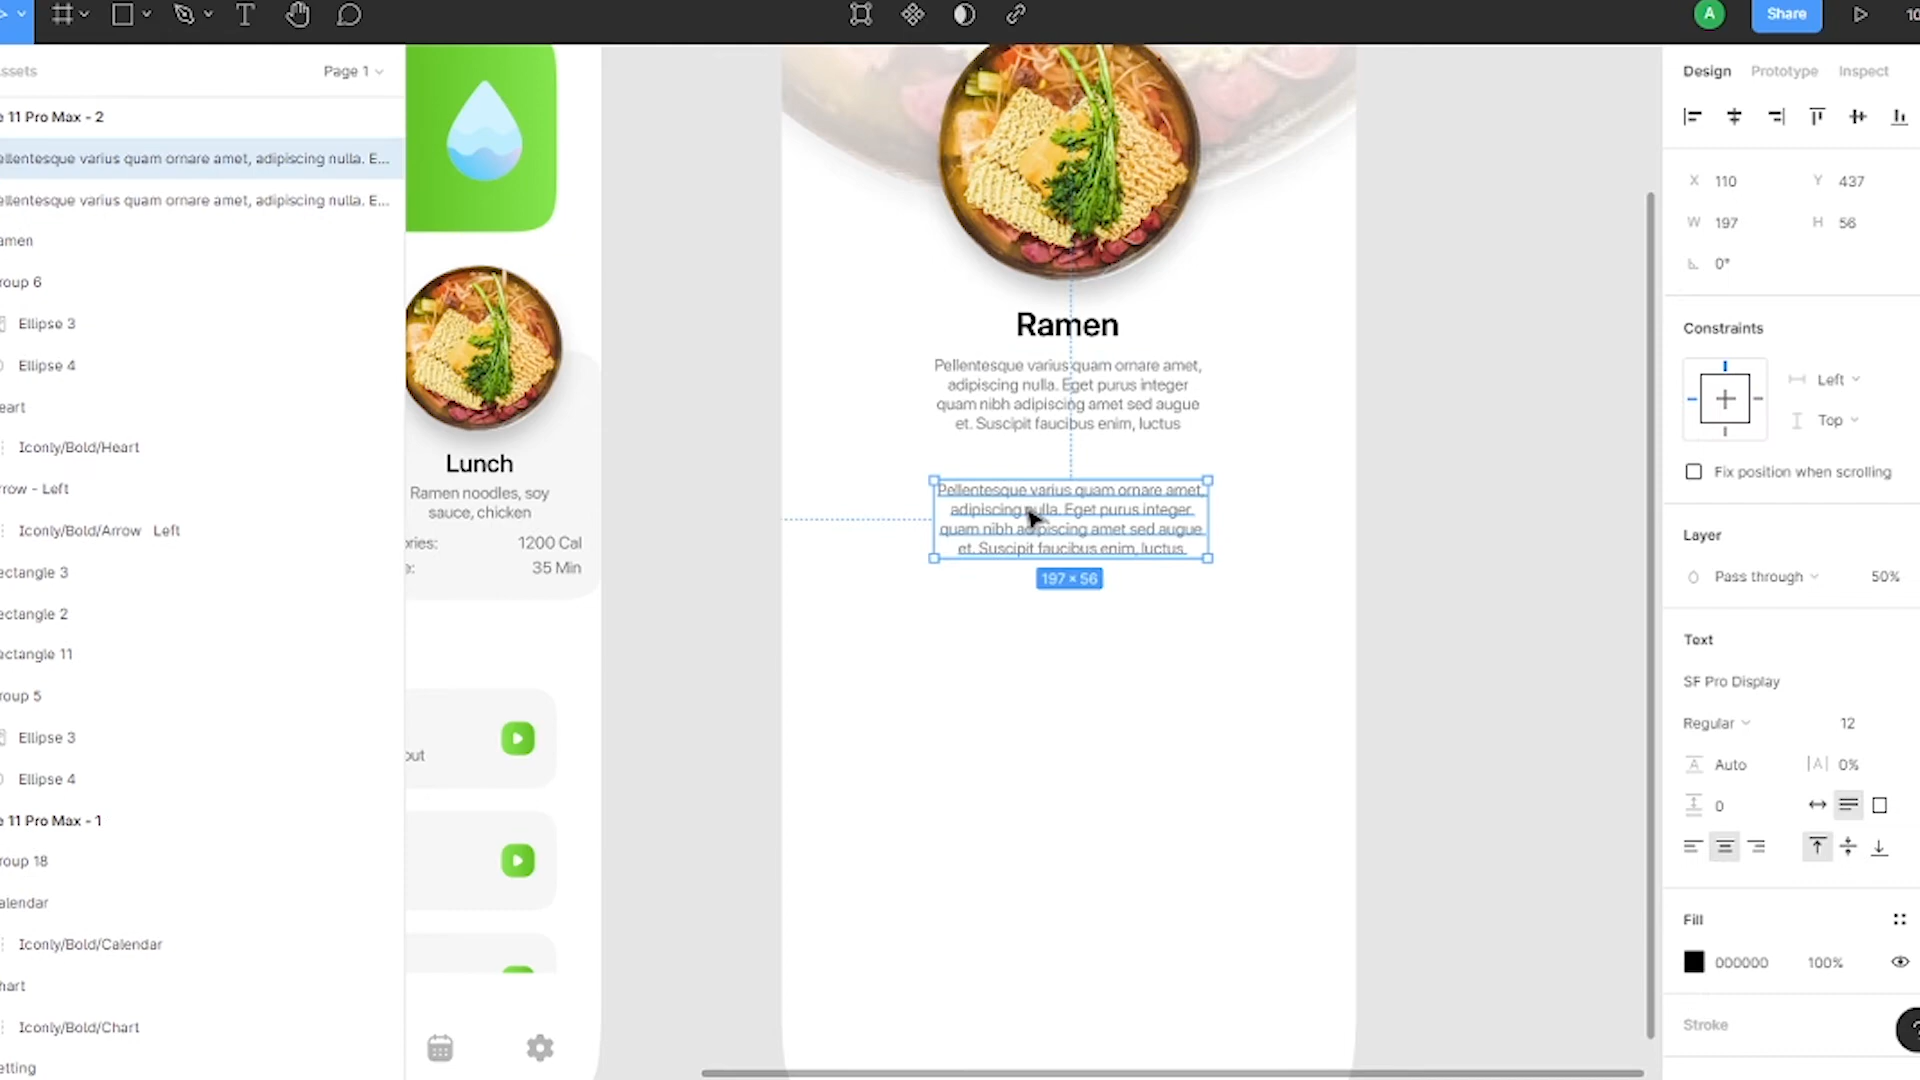 A
Share
10
ssets
Page 1
e 11 Pro Max - 2
ellentesque varius quam ornare amet, adipiscing nulla. E...
ellentesque varius quam ornare amet, adipiscing nulla. E...
amen
roup 6
Ellipse 3
Ellipse 4
eart
Iconly/Bold/Heart
rrow - Left
Iconly/Bold/Arrow Left
ectangle 3
ectangle 2
ectangle 11
roup 5
Ellipse 3
Ellipse 4
e 11 Pro Max - 1
roup 18
alendar
Iconly/Bold/Calendar
hart
Iconly/Bold/Chart
etting
Lunch
Ramen noodles, soy
sauce, chicken
ories: 1200 Cal
e: 35 Min
out
Ramen
Pellentesque varius quam ornare amet,
adipiscing nulla. Eget purus integer
quam nibh adipiscing amet sed augue
et. Suscipit faucibus enim, luctus
Pellentesque varius quam ornare amet,
adipiscing nulla. Eget purus integer
quam nibh adipiscing amet sed augue
et. Suscipit faucibus enim, luctus
197 × 56
Design Prototype Inspect
X 110 Y 437
W 197 H 56
0°
Constraints
Left
Top
Fix position when scrolling
Layer
Pass through 50%
Text
SF Pro Display
Regular 12
A Auto |A| 0%
0
Fill
000000 100%
Stroke
?